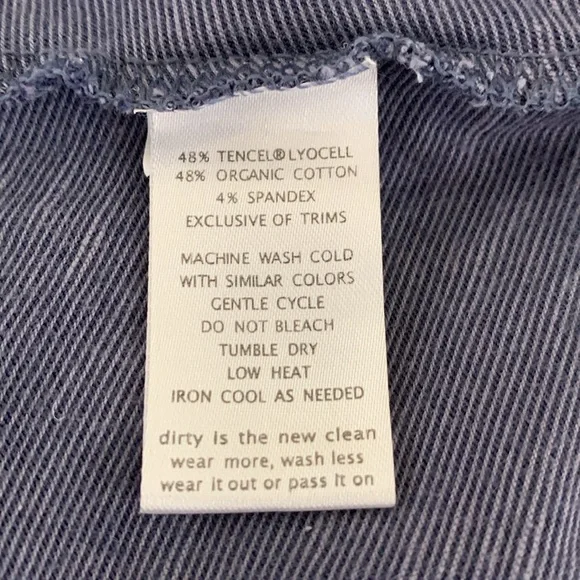 48% TENCEL®LYOCELL
48% ORGANIC COTTON
4% SPANDEX
EXCLUSIVE OF TRIMS
MACHINE WASH COLD
WITH SIMILAR COLORS
GENTLE CYCLE
DO NOT BLEACH
TUMBLE DRY
LOW HEAT
IRON COOL AS NEEDED
dirty is the new clean
wear more, wash less
wear it out or pass it on